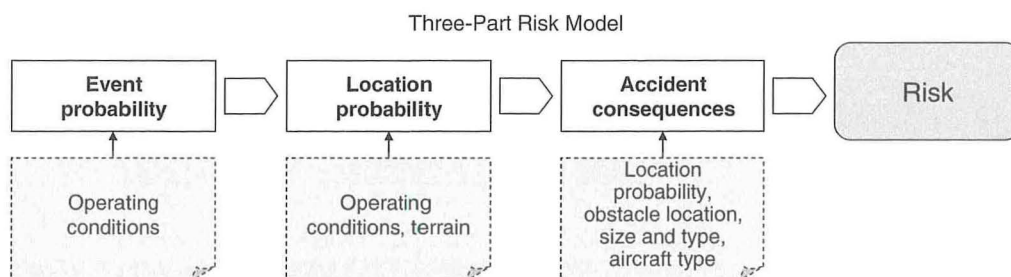 Three-Part Risk Model
Event
probability
Location
probability
Accident
consequences
Risk
Operating
conditions
Operating
conditions, terrain
Location
probability,
obstacle location,
size and type,
aircraft type